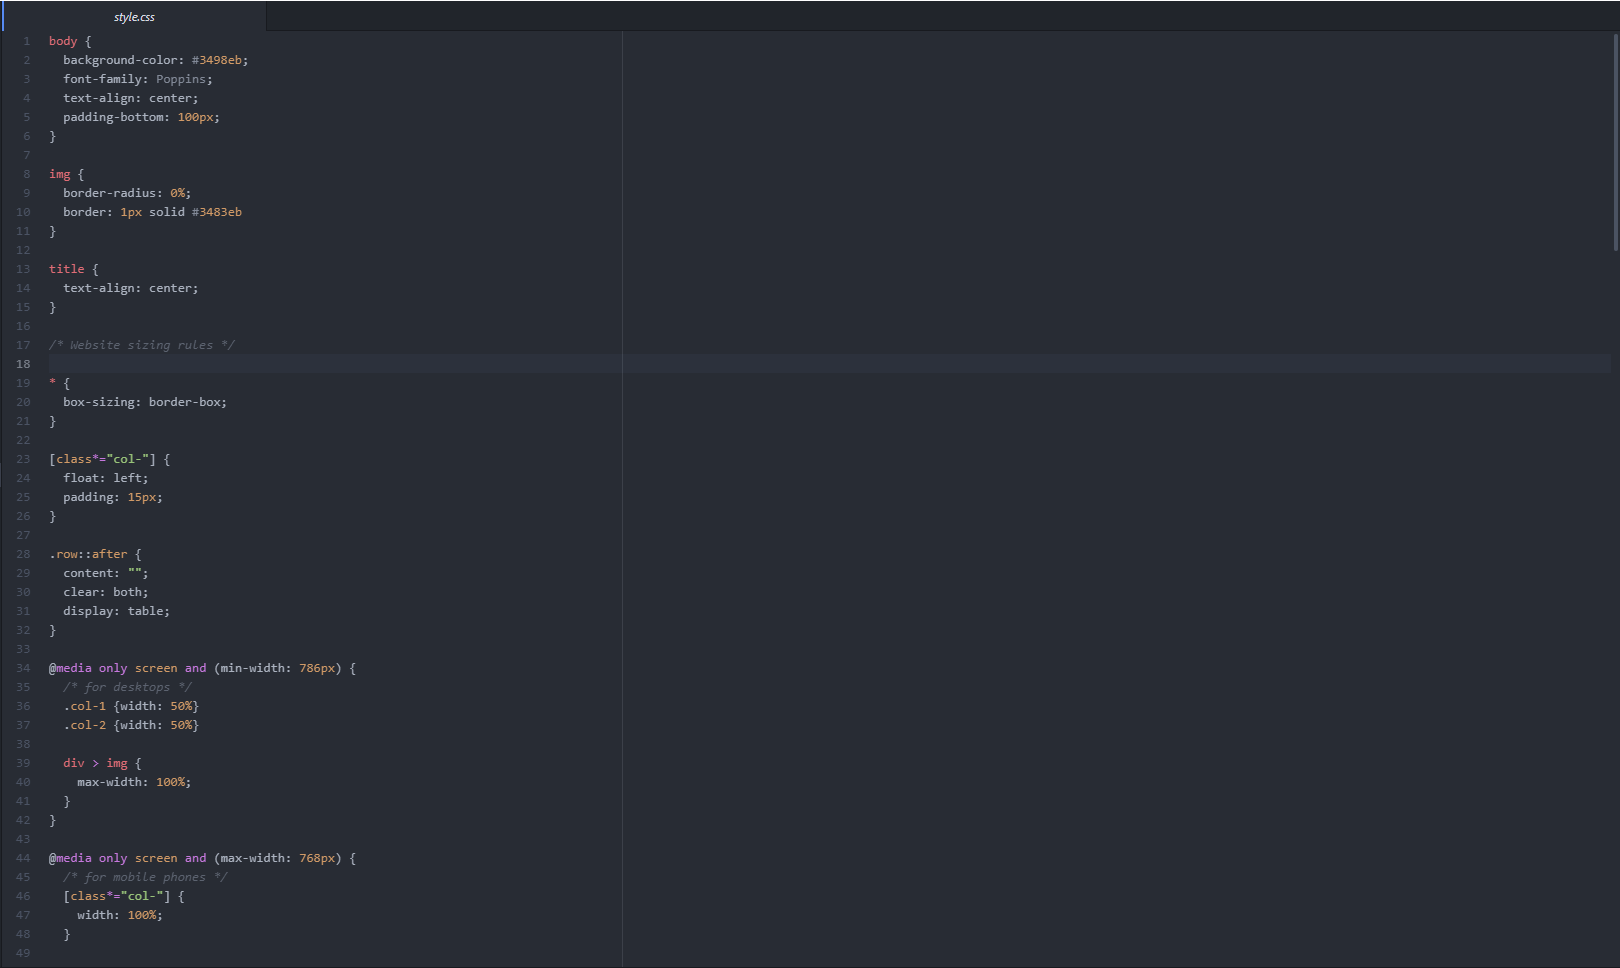 style.css
1 body {
2 background-color: #3498eb;
3 font-family: Poppins;
4 text-align: center;
5 padding-bottom: 100px;
6 }
7
8 img {
9 border-radius: 0%;
10 border: 1px solid #3483eb
11 }
12
13 title {
14 text-align: center;
15 }
16
17 /* Website sizing rules */
18
19 * {
20 box-sizing: border-box;
21 }
22
23 [class*="col-"] {
24 float: left;
25 padding: 15px;
26 }
27
28 .row::after {
29 content: "";
30 clear: both;
31 display: table;
32 }
33
34 @media only screen and (min-width: 786px) {
35 /* for desktops */
36 .col-1 {width: 50%}
37 .col-2 {width: 50%}
38
39 div > img {
40 max-width: 100%;
41 }
42 }
43
44 @media only screen and (max-width: 768px) {
45 /* for mobile phones */
46 [class*="col-"] {
47 width: 100%;
48 }
49